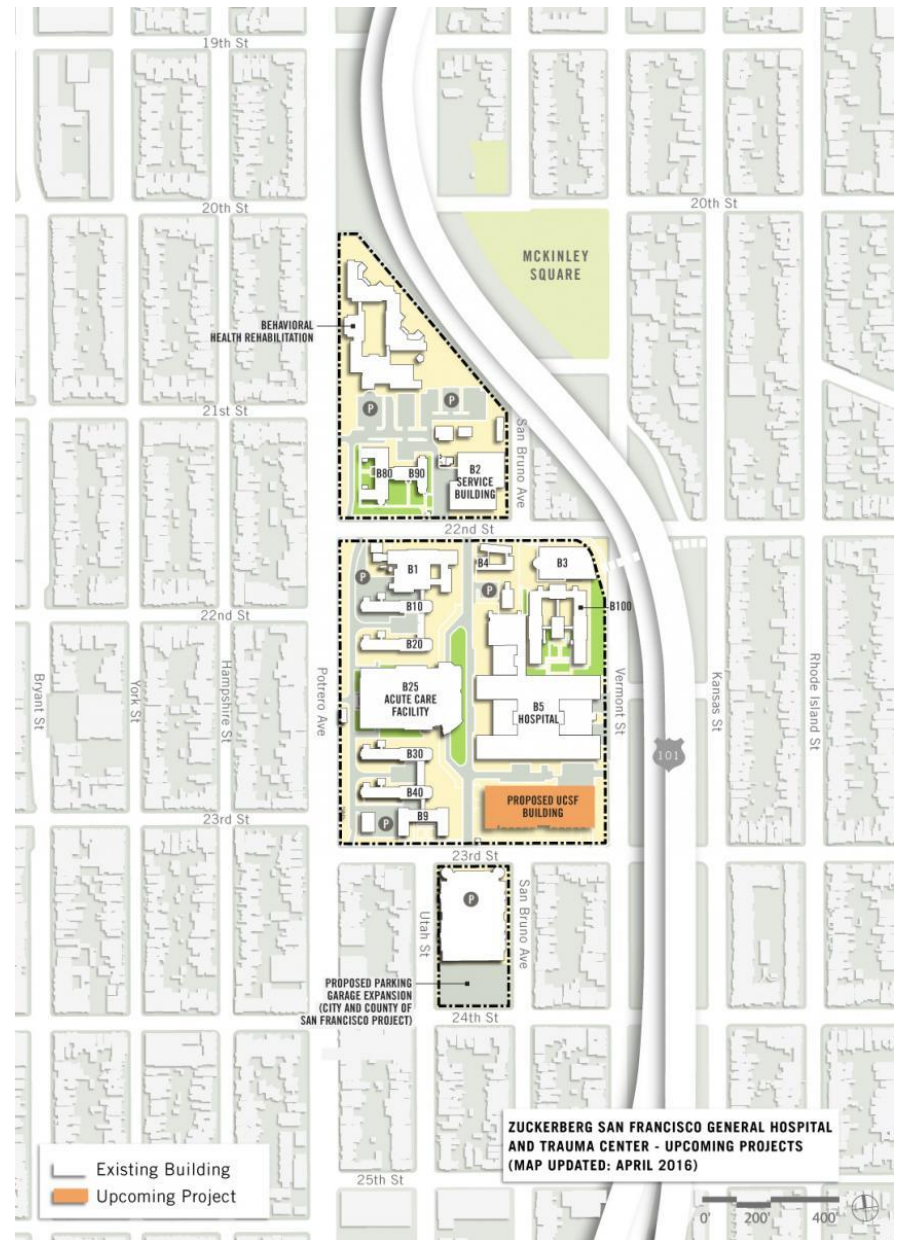 19th St
20th St
20th St
MCKINLEY
SQUARE
BEHAVIORAL
HEALTH REHABILITATION
P
P
21st St
San Bruno Ave
B80
B90
B2
SERVICE
BUILDING
22nd St
B1
B4
B3
P
P
B10
B100
22nd St
B20
Bryant St
York St
Hampshire St
Potrero Ave
B25
ACUTE CARE
FACILITY
B5
HOSPITAL
Vermont St
Kansas St
Rhode Island St
101
B30
B40
PROPOSED UCSF
BUILDING
23rd St
P
B9
23rd St
P
Utah St
San Bruno Ave
PROPOSED PARKING
GARAGE EXPANSION
(CITY AND COUNTY OF
SAN FRANCISCO PROJECT)
24th St
ZUCKERBERG SAN FRANCISCO GENERAL HOSPITAL
AND TRAUMA CENTER - UPCOMING PROJECTS
(MAP UPDATED: APRIL 2016)
Existing Building
Upcoming Project
25th St
0' 200' 400'